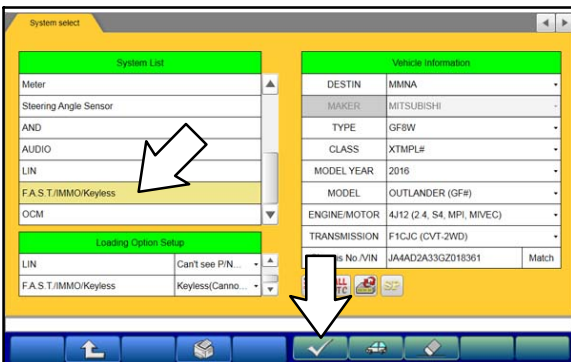 System select
System List
Meter
Steering Angle Sensor
AND
AUDIO
LIN
F.A.S.T./IMMO/Keyless
OCM
Loading Option Setup
LIN Can't see P/N...
F.A.S.T./IMMO/Keyless Keyless(Canno...
Vehicle Information
DESTIN MMNA
MAKER MITSUBISHI
TYPE GF8W
CLASS XTMPL#
MODEL YEAR 2016
MODEL OUTLANDER (GF#)
ENGINE/MOTOR 4J12 (2.4, S4, MPI, MIVEC)
TRANSMISSION F1CJC (CVT-2WD)
is No./VIN JA4AD2A33GZ018361 Match
SP